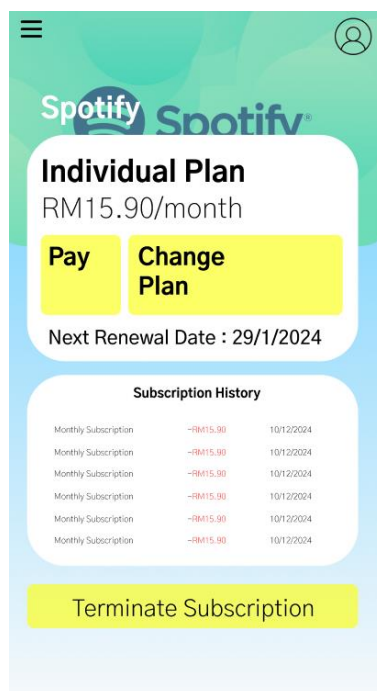 Spotify
Spotify®
Individual Plan
RM15.90/month
Pay
Change
Plan
Next Renewal Date : 29/1/2024
Subscription History
Monthly Subscription -RM15.90 10/12/2024
Monthly Subscription -RM15.90 10/12/2024
Monthly Subscription -RM15.90 10/12/2024
Monthly Subscription -RM15.90 10/12/2024
Monthly Subscription -RM15.90 10/12/2024
Monthly Subscription -RM15.90 10/12/2024
Terminate Subscription